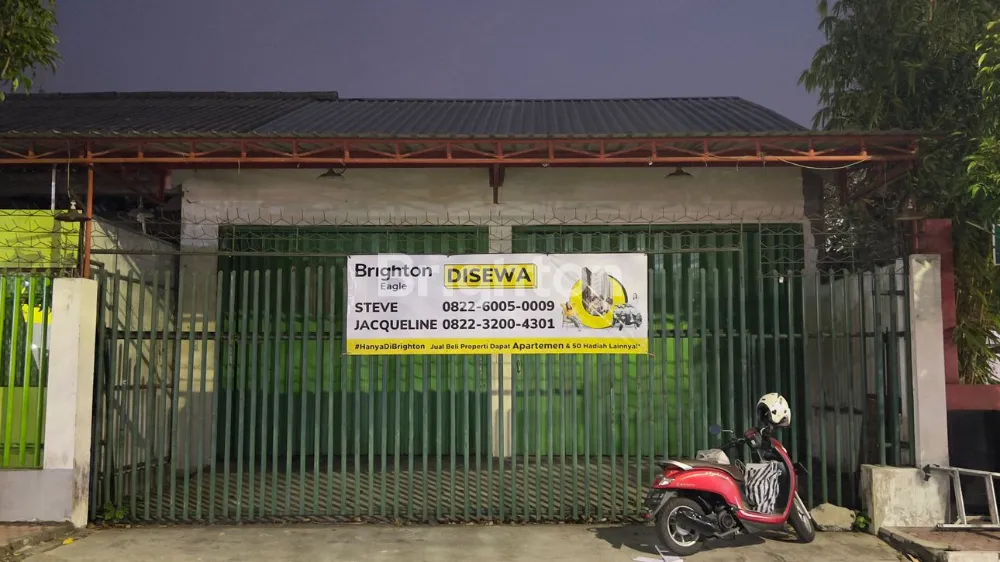 Brighton
Eagle
DISEWA
STEVE 0822-6005-0009
JACQUELINE 0822-3200-4301
#HanyaDiBrighton Jual Beli Properti Dapat Apartemen & 50 Hadiah Lainnya!*
Brighton